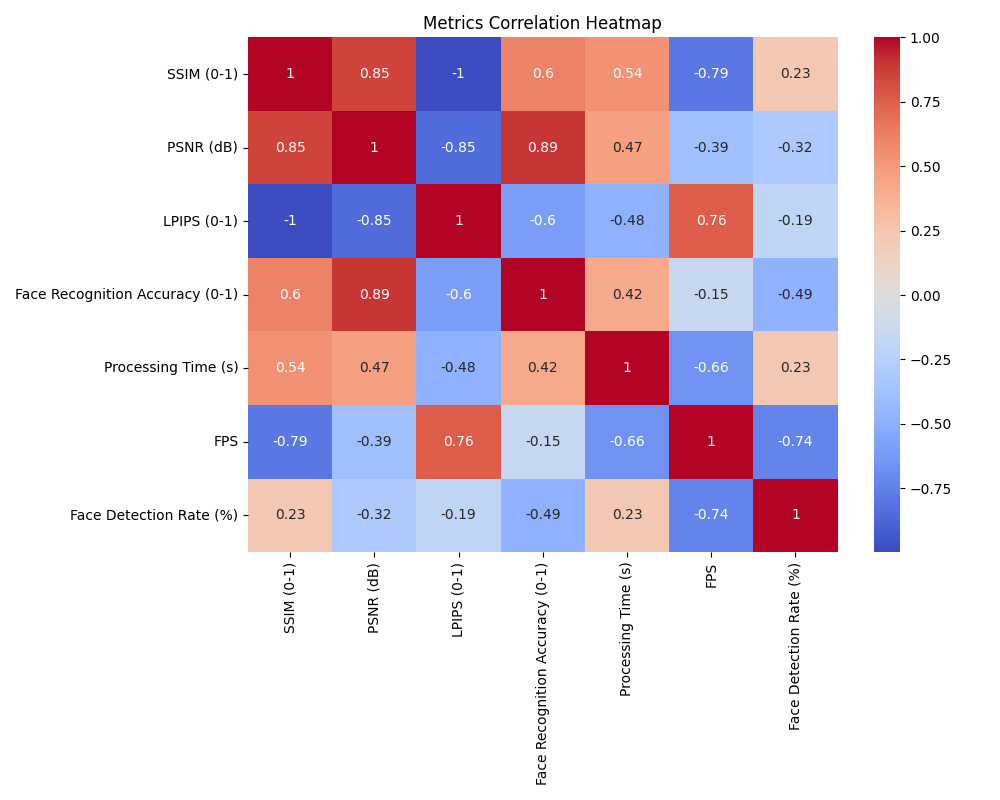 Metrics Correlation Heatmap
SSIM (0-1) 1 0.85 -1 0.6 0.54 -0.79 0.23
PSNR (dB) 0.85 1 -0.85 0.89 0.47 -0.39 -0.32
LPIPS (0-1) -1 -0.85 1 -0.6 -0.48 0.76 -0.19
Face Recognition Accuracy (0-1) 0.6 0.89 -0.6 1 0.42 -0.15 -0.49
Processing Time (s) 0.54 0.47 -0.48 0.42 1 -0.66 0.23
FPS -0.79 -0.39 0.76 -0.15 -0.66 1 -0.74
Face Detection Rate (%) 0.23 -0.32 -0.19 -0.49 0.23 -0.74 1
SSIM (0-1)
PSNR (dB)
LPIPS (0-1)
Face Recognition Accuracy (0-1)
Processing Time (s)
FPS
Face Detection Rate (%)
1.00
0.75
0.50
0.25
0.00
−0.25
−0.50
−0.75